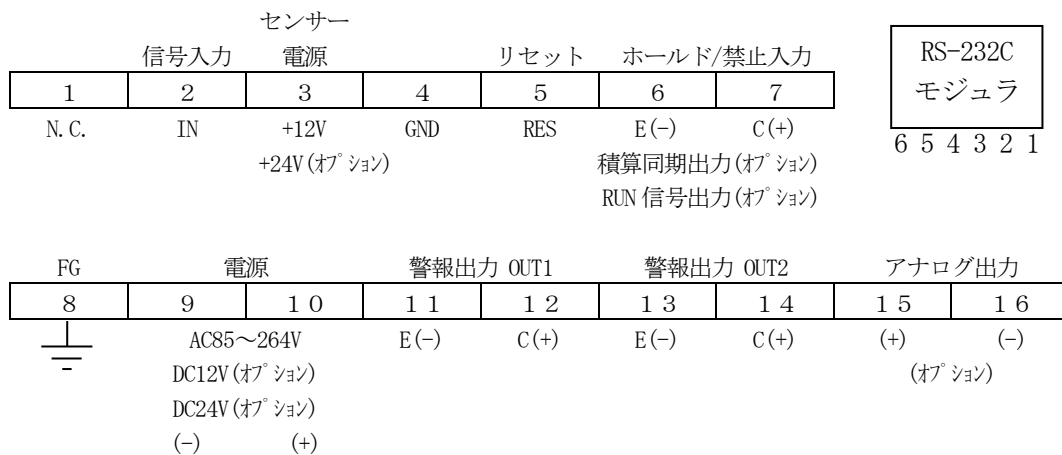 センサー
信号入力 電源 リセット ホールド/禁止入力
1 2 3 4 5 6 7
N.C. IN +12V GND RES E(-) C(+)
+24V(ｵﾌﾟｼｮﾝ) 積算同期出力(ｵﾌﾟｼｮﾝ)
RUN 信号出力(ｵﾌﾟｼｮﾝ)
RS-232C
モジュラ
6 5 4 3 2 1
FG 電源 警報出力 OUT1 警報出力 OUT2 アナログ出力
8 9 10 11 12 13 14 15 16
AC85～264V E(-) C(+) E(-) C(+) (+) (-)
DC12V(ｵﾌﾟｼｮﾝ) (ｵﾌﾟｼｮﾝ)
DC24V(ｵﾌﾟｼｮﾝ)
(-) (+)